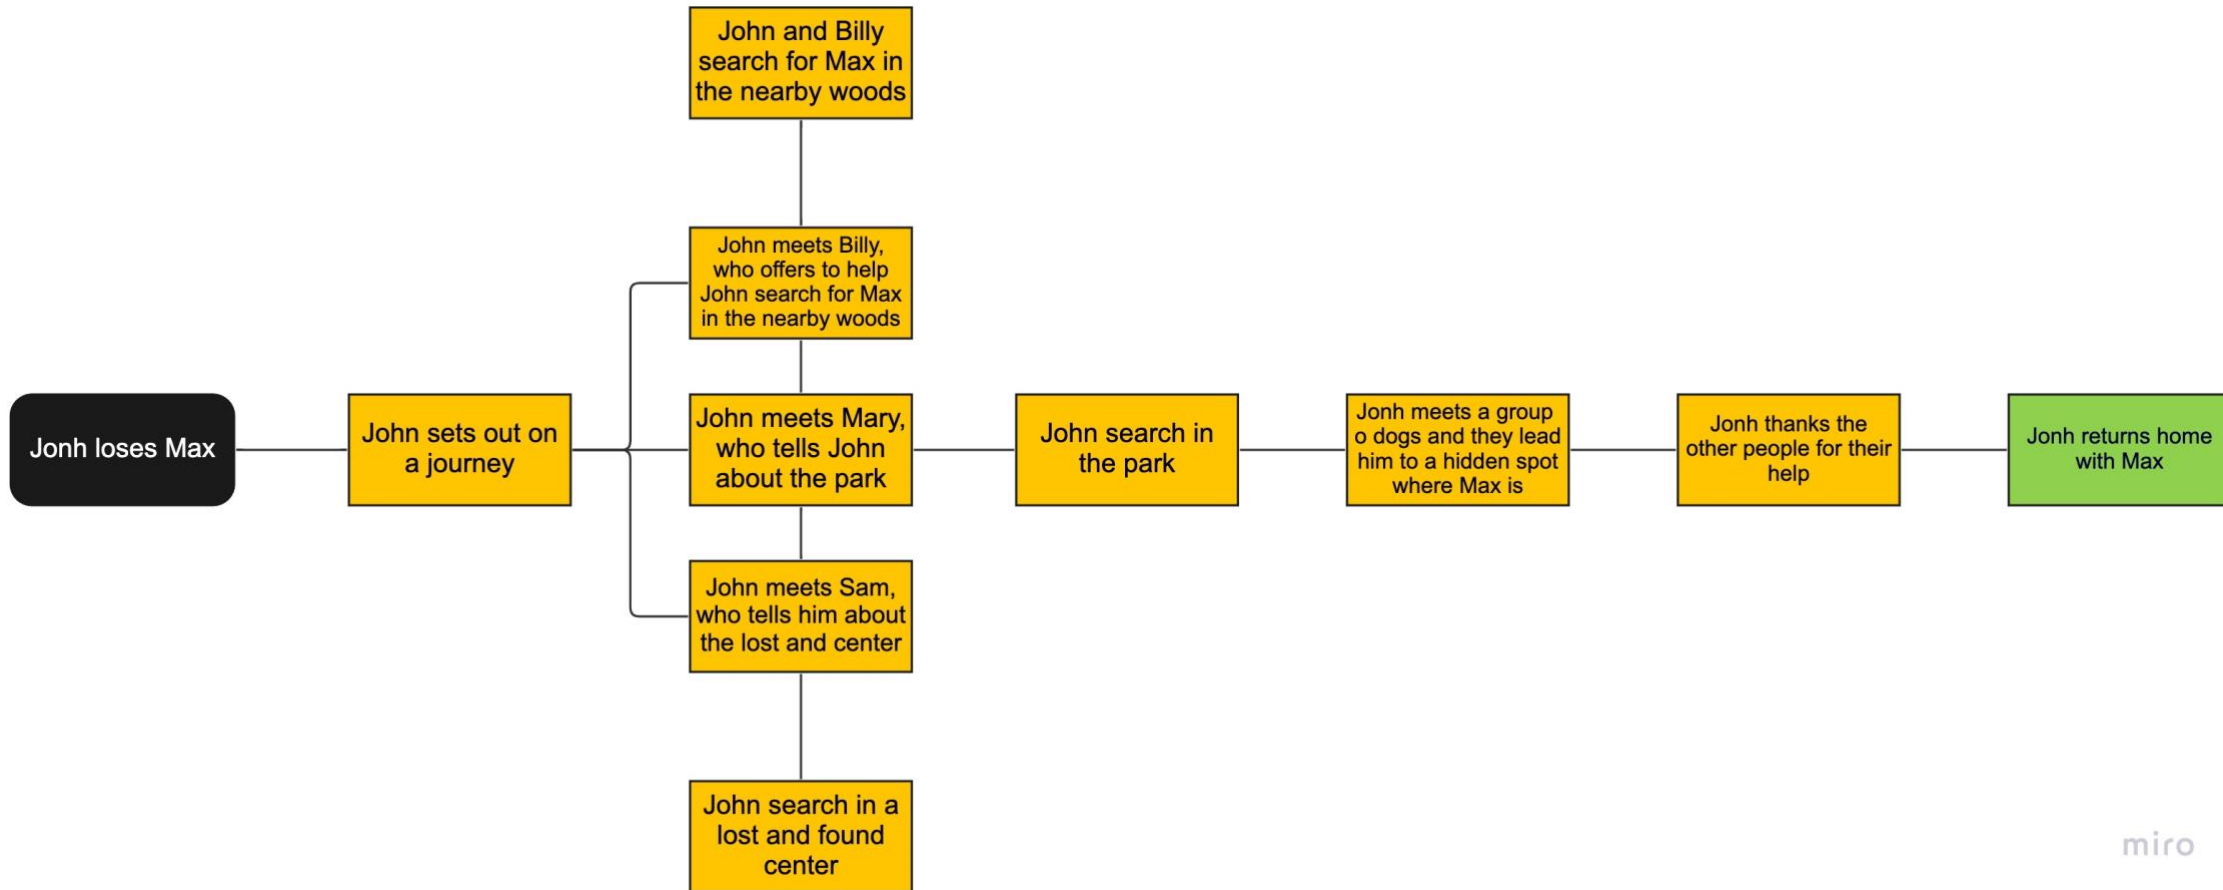 John and Billy
search for Max in
the nearby woods
John meets Billy,
who offers to help
John search for Max
in the nearby woods
Jonh loses Max
John sets out on
a journey
John meets Mary,
who tells John
about the park
John search in
the park
Jonh meets a group
o dogs and they lead
him to a hidden spot
where Max is
Jonh thanks the
other people for their
help
Jonh returns home
with Max
John meets Sam,
who tells him about
the lost and center
John search in a
lost and found
center
miro